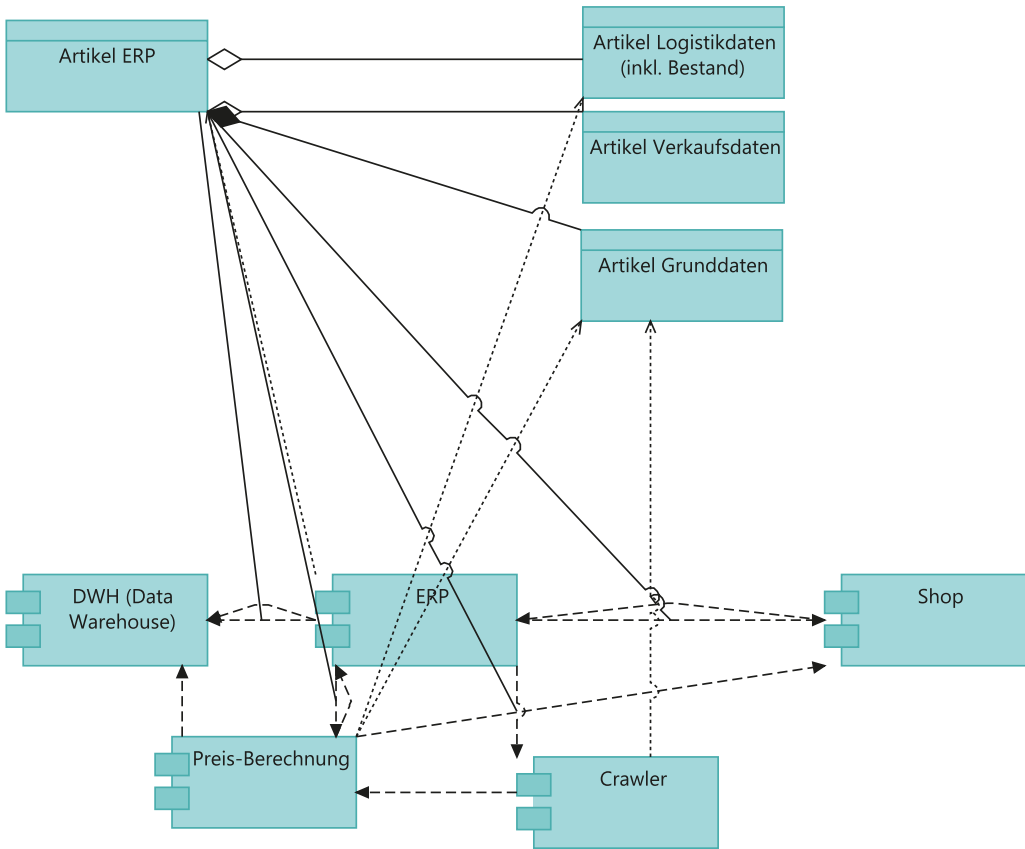 Artikel ERP
Artikel Logistikdaten
(inkl. Bestand)
Artikel Verkaufsdaten
Artikel Grunddaten
DWH (Data
Warehouse)
ERP
Shop
Preis-Berechnung
Crawler